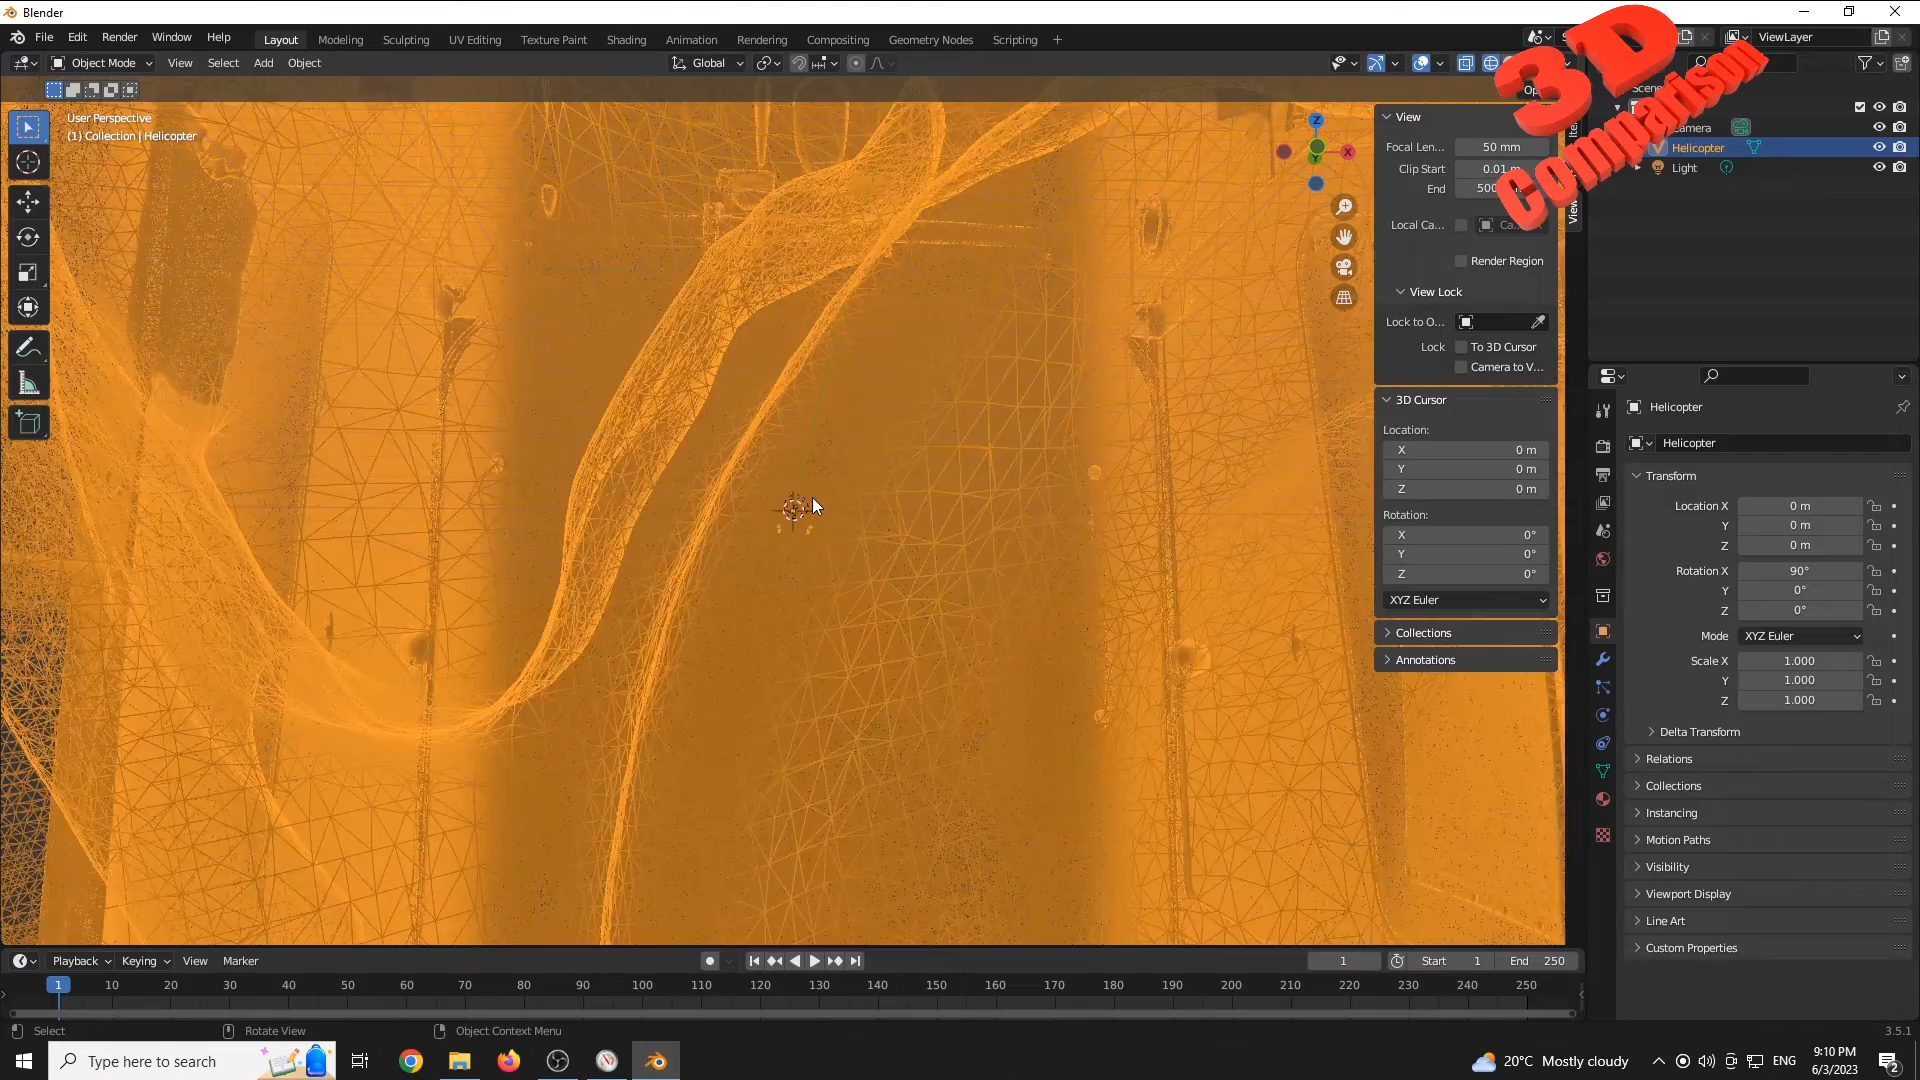 Blender
File Edit Render Window Help
Layout Modeling Sculpting UV Editing Texture Paint Shading Animation Rendering Compositing Geometry Nodes Scripting +
ViewLayer
Object Mode View Select Add Object
Global
3D
Comparison
User Perspective
(1) Collection | Helicopter
Z
X
Y
View
Focal Len... 50 mm
Clip Start 0.01 m
End
Local Ca...
Render Region
View Lock
Lock to O...
Lock To 3D Cursor
Camera to V...
3D Cursor
Location:
X 0 m
Y 0 m
Z 0 m
Rotation:
X 0°
Y 0°
Z 0°
XYZ Euler
Collections
Annotations
Helicopter
Light
Helicopter
Helicopter
Transform
Location X 0 m
Y 0 m
Z 0 m
Rotation X 90°
Y 0°
Z 0°
Mode XYZ Euler
Scale X 1.000
Y 1.000
Z 1.000
Delta Transform
Relations
Collections
Instancing
Motion Paths
Visibility
Viewport Display
Line Art
Custom Properties
Playback Keying View Marker
1 Start 1 End 250
1 10 20 30 40 50 60 70 80 90 100 110 120 130 140 150 160 170 180 190 200 210 220 230 240 250
Select Rotate View Object Context Menu 3.5.1
Type here to search
20°C Mostly cloudy
ENG
9:10 PM
6/3/2023
2